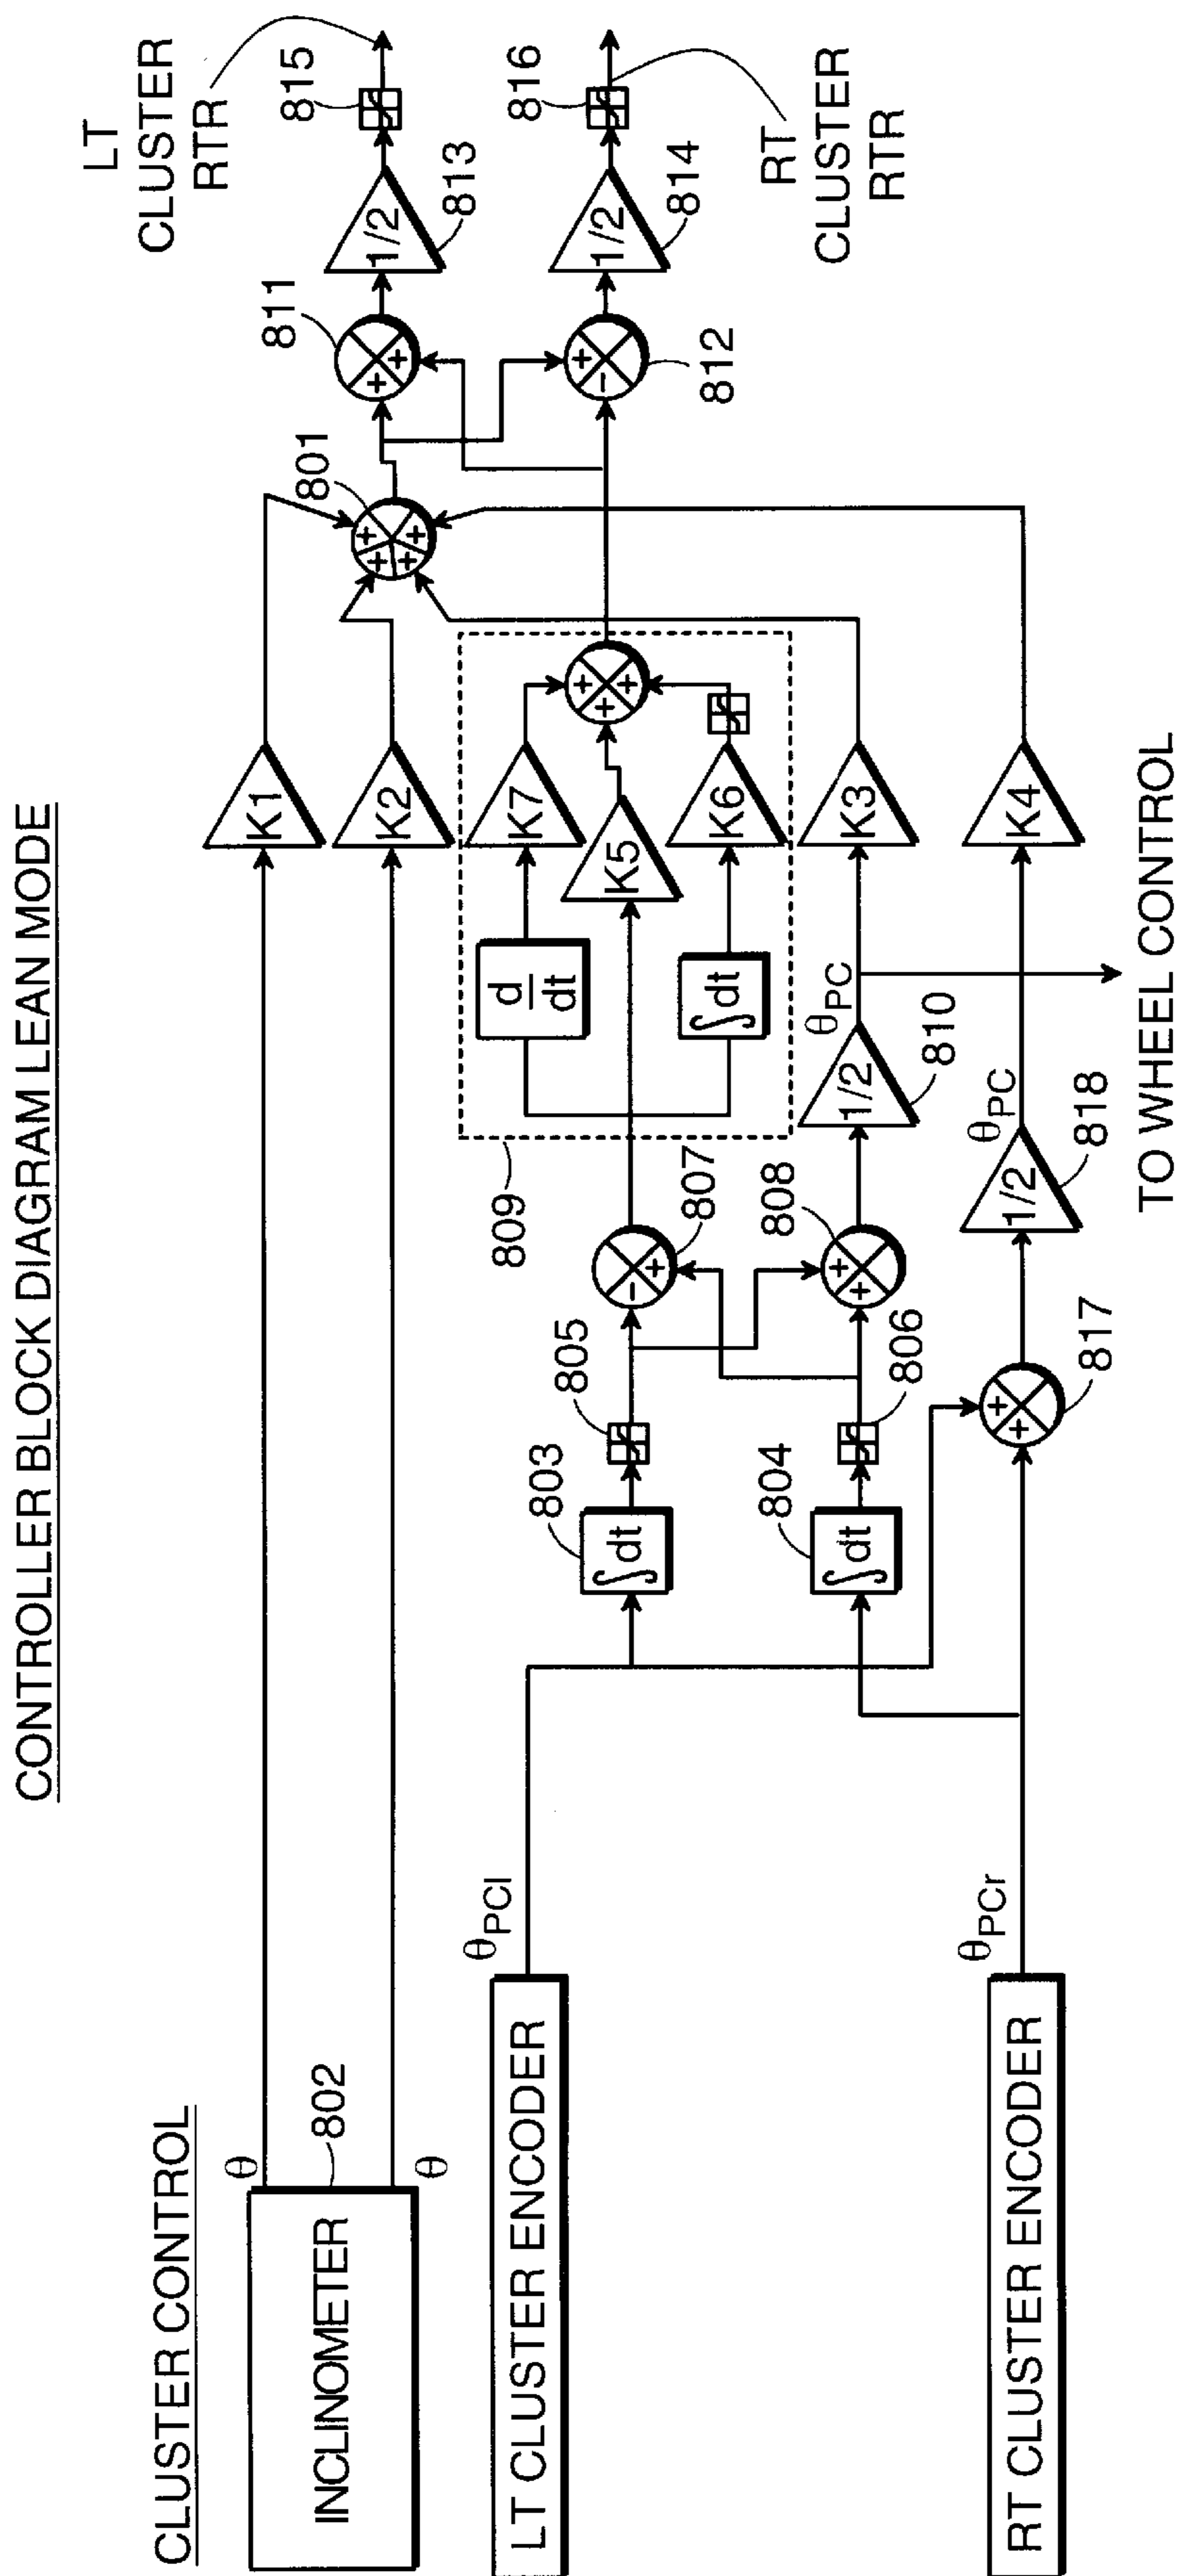 CONTROLLER BLOCK DIAGRAM LEAN MODE
CLUSTER CONTROL
INCLINOMETER
802
θ
θ
K1
K2
801
811
1/2
813
815
LT
CLUSTER
RTR
LT CLUSTER ENCODER
θPCl
803
∫dt
805
-
+
807
809
d
dt
K7
K5
∫dt
K6
+
+
+
+
+
+
+
+
+
+
-
812
1/2
814
816
RT
CLUSTER
RTR
804
∫dt
806
+
+
808
1/2
810
θPC
K3
RT CLUSTER ENCODER
θPCr
+
+
817
1/2
818
θPC
K4
TO WHEEL CONTROL